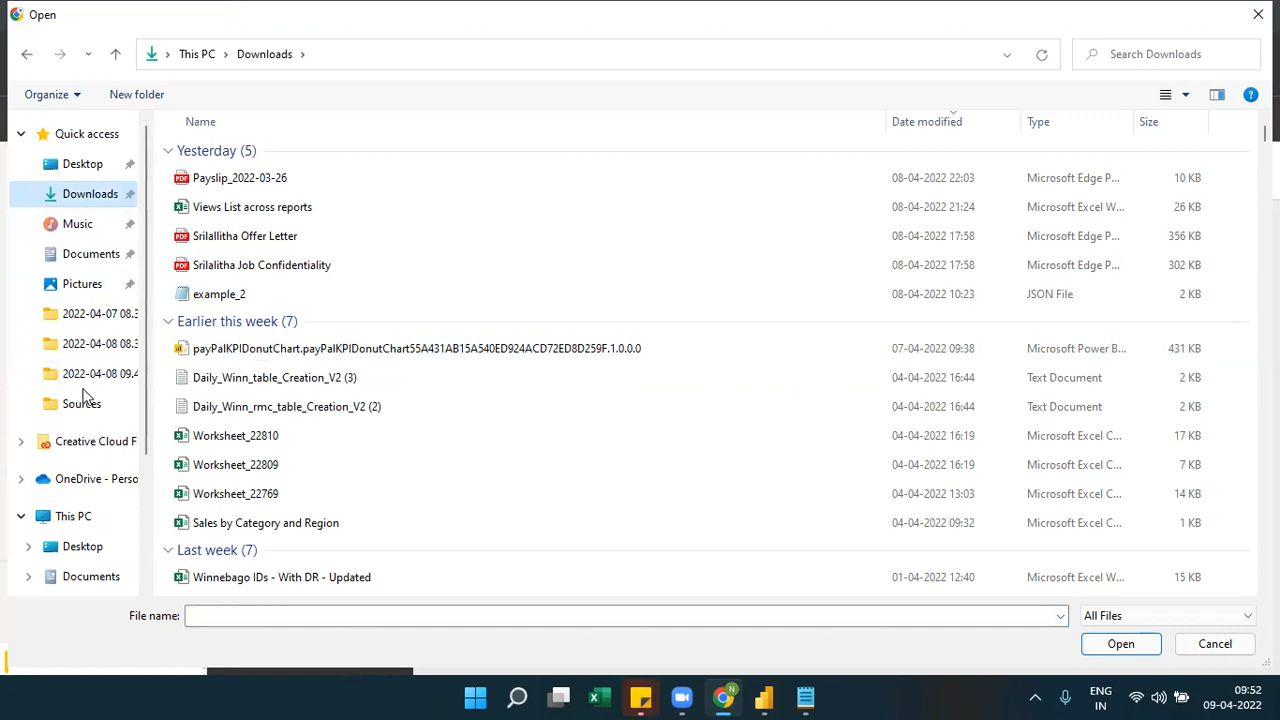 Open
This PC > Downloads >
Search Downloads
Organize
New folder
Quick access
Desktop
Downloads
Music
Documents
Pictures
2022-04-07 08.3
2022-04-08 08.3
2022-04-08 09.4
Sources
Creative Cloud F
OneDrive - Perso
This PC
Desktop
Documents
Name Date modified Type Size
Yesterday (5)
Payslip_2022-03-26 08-04-2022 22:03 Microsoft Edge P... 10 KB
Views List across reports 08-04-2022 21:24 Microsoft Excel W... 26 KB
Srilallitha Offer Letter 08-04-2022 17:58 Microsoft Edge P... 356 KB
Srilalitha Job Confidentiality 08-04-2022 17:58 Microsoft Edge P... 302 KB
example_2 08-04-2022 10:23 JSON File 2 KB
Earlier this week (7)
payPalKPIDonutChart.payPalKPIDonutChart55A431AB15A540ED924ACD72ED8D259F.1.0.0.0 07-04-2022 09:38 Microsoft Power B... 431 KB
Daily_Winn_table_Creation_V2 (3) 04-04-2022 16:44 Text Document 2 KB
Daily_Winn_rmc_table_Creation_V2 (2) 04-04-2022 16:44 Text Document 2 KB
Worksheet_22810 04-04-2022 16:19 Microsoft Excel C... 17 KB
Worksheet_22809 04-04-2022 16:19 Microsoft Excel C... 7 KB
Worksheet_22769 04-04-2022 13:03 Microsoft Excel C... 14 KB
Sales by Category and Region 04-04-2022 09:32 Microsoft Excel C... 1 KB
Last week (7)
Winnebago IDs - With DR - Updated 01-04-2022 12:40 Microsoft Excel W... 15 KB
File name:
All Files
Open
Cancel
ENG
IN
09:52
09-04-2022